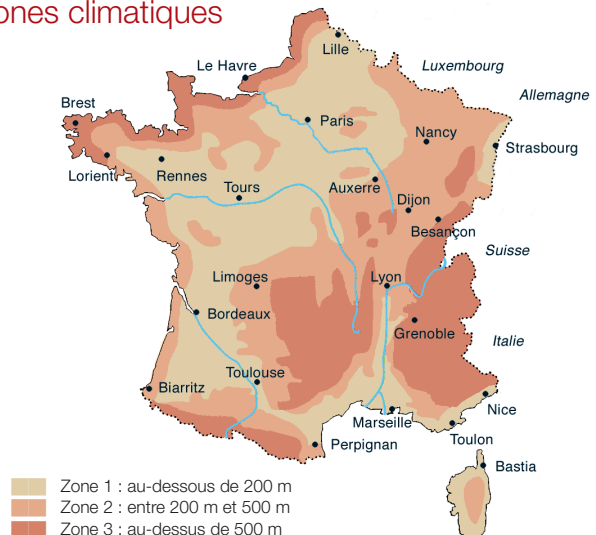 ones climatiques
Lille
Le Havre
Luxembourg
Allemagne
Brest
Paris
Nancy
Strasbourg
Lorient
Rennes
Tours
Auxerre
Dijon
Besançon
Suisse
Limoges
Lyon
Bordeaux
Grenoble
Italie
Toulouse
Biarritz
Nice
Marseille
Toulon
Perpignan
Bastia
Zone 1 : au-dessous de 200 m
Zone 2 : entre 200 m et 500 m
Zone 3 : au-dessus de 500 m